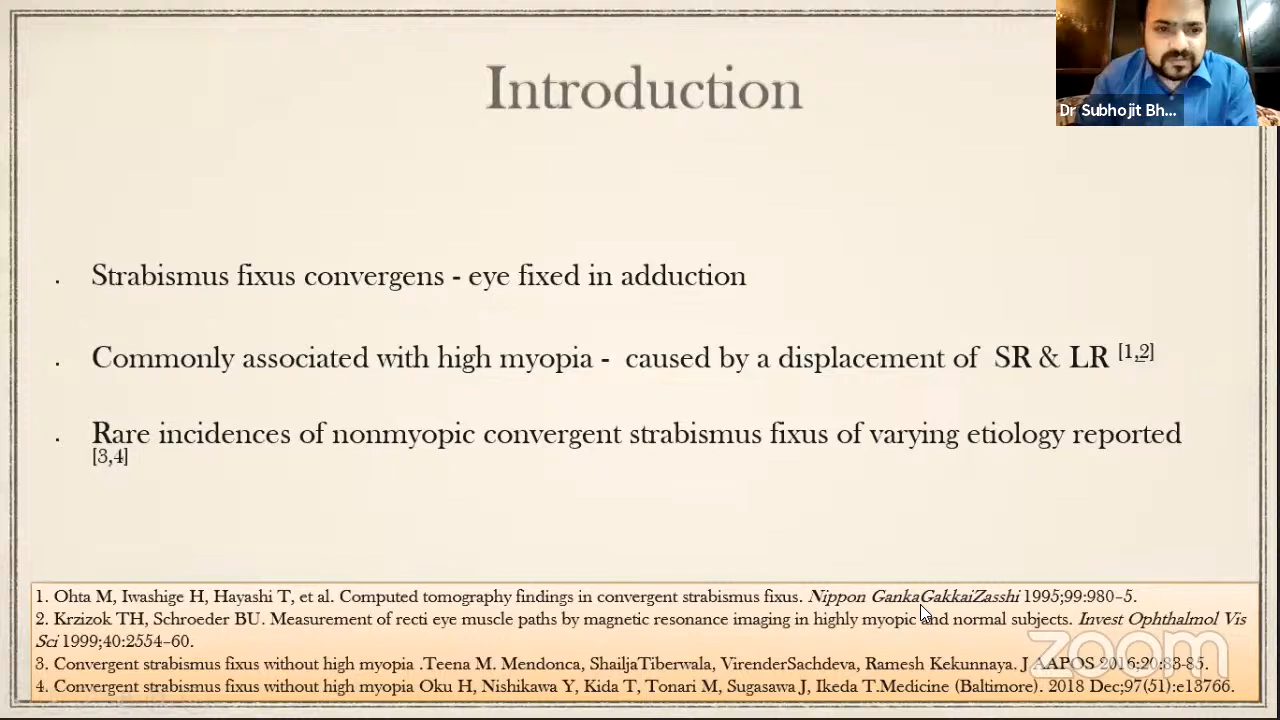 Introduction
Dr Subhojit Bh...
. Strabismus fixus convergens - eye fixed in adduction
. Commonly associated with high myopia - caused by a displacement of SR & LR [1,2]
. Rare incidences of nonmyopic convergent strabismus fixus of varying etiology reported
[3,4]
1. Ohta M, Iwashige H, Hayashi T, et al. Computed tomography findings in convergent strabismus fixus. Nippon GankaGakkaiZasshi 1995;99:980–5.
2. Krzizok TH, Schroeder BU. Measurement of recti eye muscle paths by magnetic resonance imaging in highly myopic and normal subjects. Invest Ophthalmol Vis
Sci 1999;40:2554–60.
3. Convergent strabismus fixus without high myopia .Teena M. Mendonca, ShailjaTiberwala, VirenderSachdeva, Ramesh Kekunnaya. J AAPOS 2016;20:83-85.
4. Convergent strabismus fixus without high myopia Oku H, Nishikawa Y, Kida T, Tonari M, Sugasawa J, Ikeda T.Medicine (Baltimore). 2018 Dec;97(51):e13766.
zoom